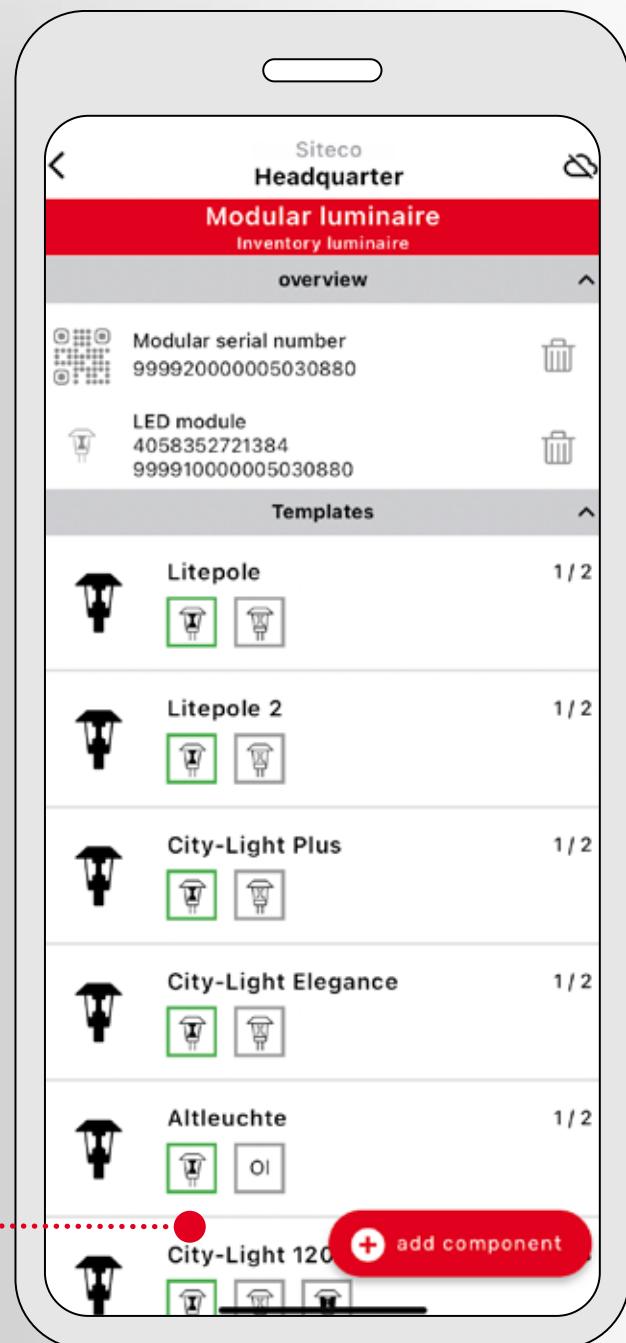 Siteco
Headquarter
Modular luminaire
Inventory luminaire
overview
Modular serial number
999920000005030880
LED module
4058352721384
999910000005030880
Templates
Litepole
1 / 2
Litepole 2
1 / 2
City-Light Plus
1 / 2
City-Light Elegance
1 / 2
Altleuchte
1 / 2
OI
City-Light 120
add component